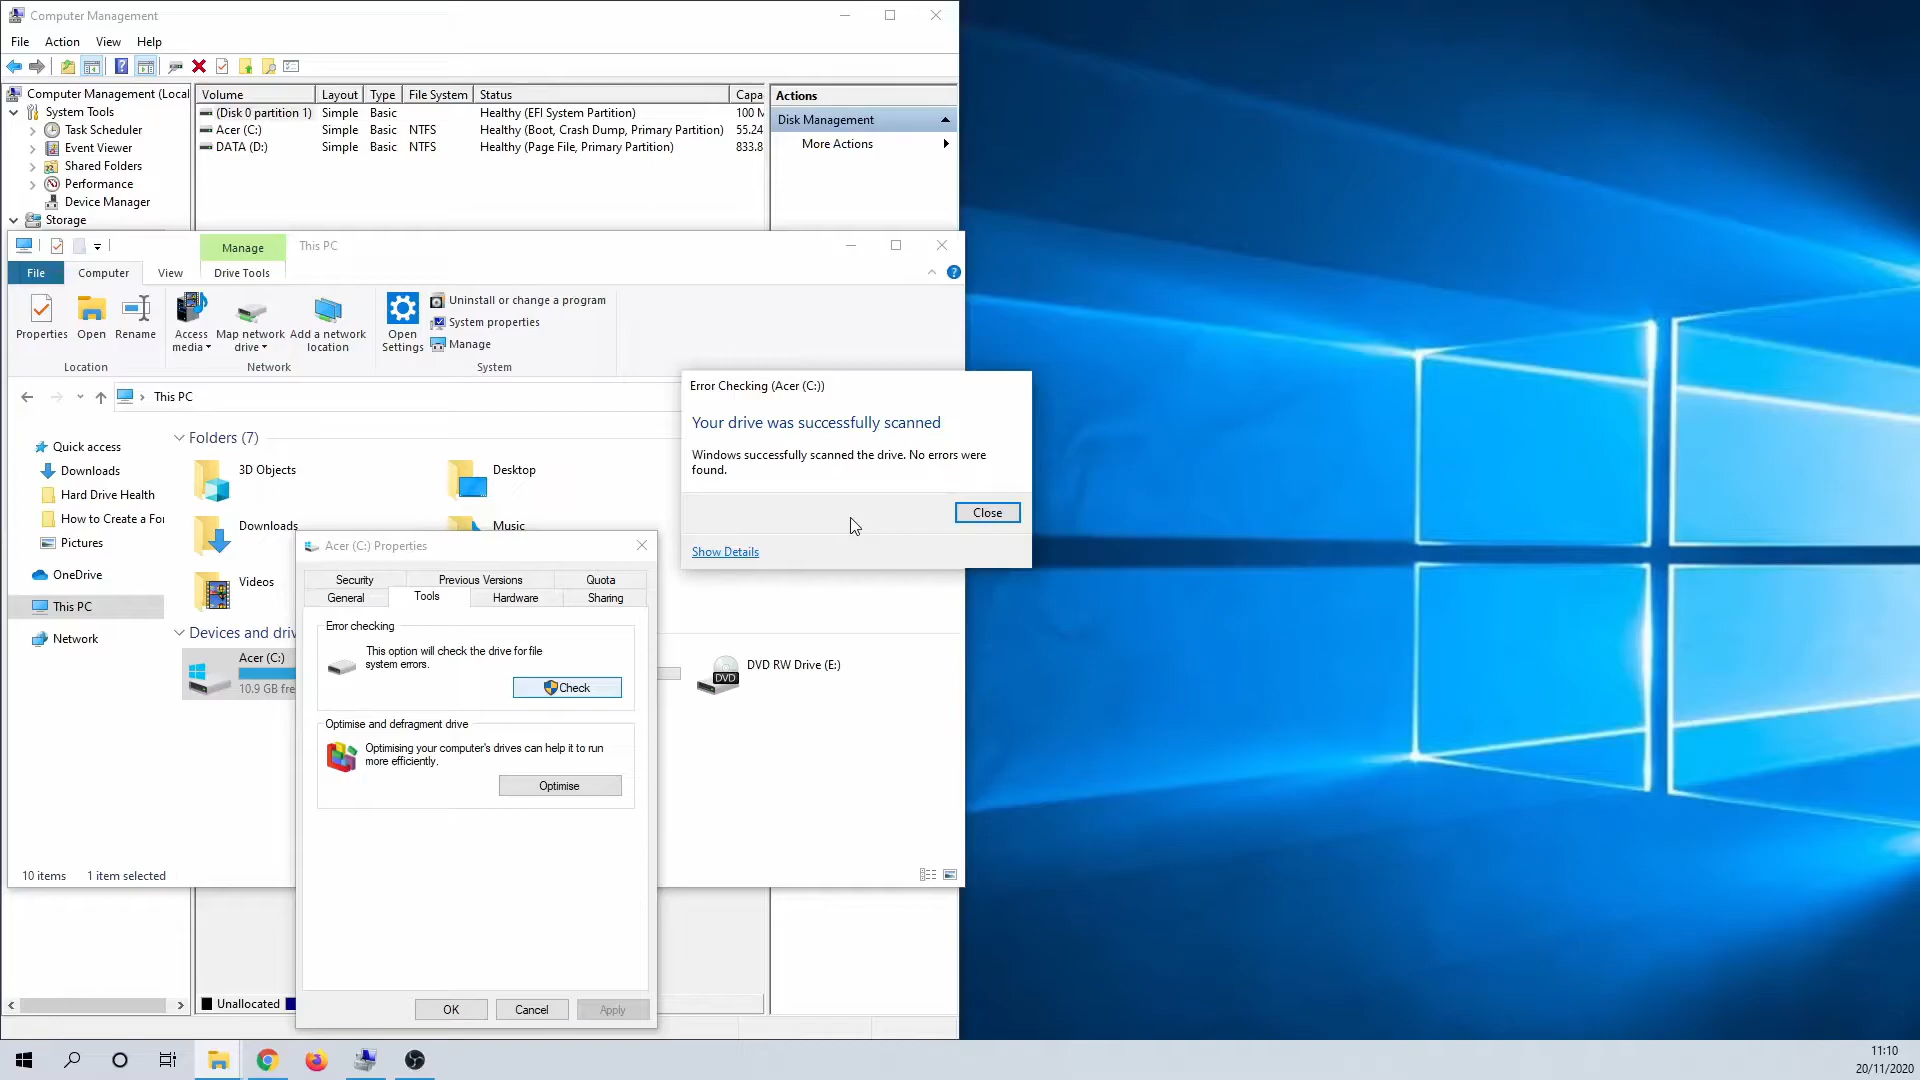 Computer Management
File Action View Help
Computer Management (Local
System Tools
Task Scheduler
Event Viewer
Shared Folders
Performance
Device Manager
Storage
Volume Layout Type File System Status Capa
(Disk 0 partition 1) Simple Basic Healthy (EFI System Partition) 100 M
Acer (C:) Simple Basic NTFS Healthy (Boot, Crash Dump, Primary Partition) 55.24
DATA (D:) Simple Basic NTFS Healthy (Page File, Primary Partition) 833.8
Actions
Disk Management
More Actions
Manage This PC
File Computer View Drive Tools
Properties Open Rename
Location
Access media Map network drive Add a network location
Network
Open Settings
Uninstall or change a program
System properties
Manage
System
This PC
Quick access
Downloads
Hard Drive Health
How to Create a For
Pictures
OneDrive
This PC
Network
Folders (7)
3D Objects
Desktop
Downloads
Music
Videos
Devices and driv
Acer (C:)
10.9 GB fre
DVD
DVD RW Drive (E:)
10 items 1 item selected
Error Checking (Acer (C:))
Your drive was successfully scanned
Windows successfully scanned the drive. No errors were
found.
Close
Show Details
Acer (C:) Properties
Security Previous Versions Quota
General Tools Hardware Sharing
Error checking
This option will check the drive for file
system errors.
Check
Optimise and defragment drive
Optimising your computer's drives can help it to run
more efficiently.
Optimise
OK Cancel Apply
Unallocated
11:10
20/11/2020